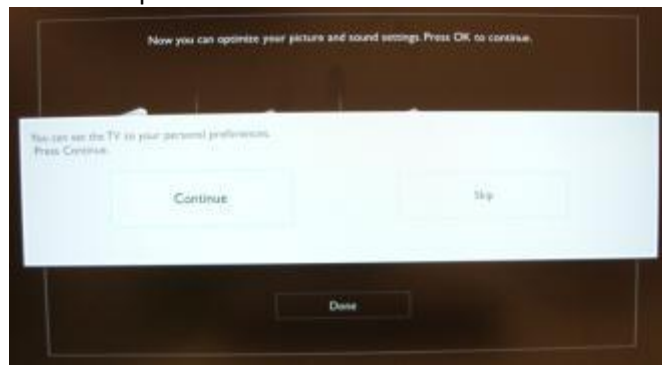 Now you can optimize your picture and sound settings. Press OK to continue.
You can set the TV to your personal preferences.
Press Continue.
Continue
Skip
Done